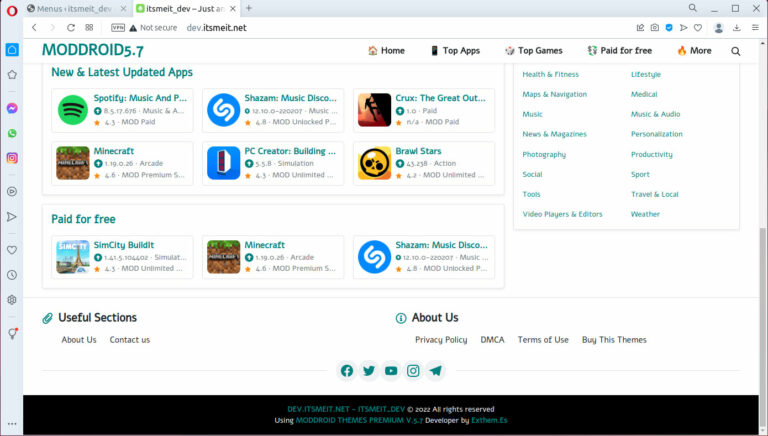 Menus ‹ itsmeit_dev —
itsmeit_dev – Just an
VPN Not secure dev.itsmeit.net
MODDROID5.7
Home
Top Apps
Top Games
Paid for free
More
New & Latest Updated Apps
Spotify: Music And P...
8.5.17.676 · Music & A...
4.3 · MOD Paid
Shazam: Music Disco...
12.10.0-220207 · Music ...
4.8 · MOD Unlocked P...
Crux: The Great Out...
1.0 · Paid
n/a · MOD Paid
Minecraft
1.19.0.26 · Arcade
4.6 · MOD Premium S...
PC Creator: Building ...
5.5.8 · Simulation
4.3 · MOD Unlimited ...
Brawl Stars
43.238 · Action
4.2 · MOD Unlimited ...
Health & Fitness
Lifestyle
Maps & Navigation
Medical
Music
Music & Audio
News & Magazines
Personalization
Photography
Productivity
Social
Sport
Tools
Travel & Local
Video Players & Editors
Weather
Paid for free
SIMCITY
SimCity BuildIt
1.41.5.104402 · Simulat...
4.3 · MOD Unlimited ...
Minecraft
1.19.0.26 · Arcade
4.6 · MOD Premium S...
Shazam: Music Disco...
12.10.0-220207 · Music ...
4.8 · MOD Unlocked P...
Useful Sections
About Us
Contact us
About Us
Privacy Policy
DMCA
Terms of Use
Buy This Themes
DEV.ITSMEIT.NET - ITSMEIT_DEV © 2022 All rights reserved
Using MODDROID THEMES PREMIUM V.5.7 Developer by Exthem.Es